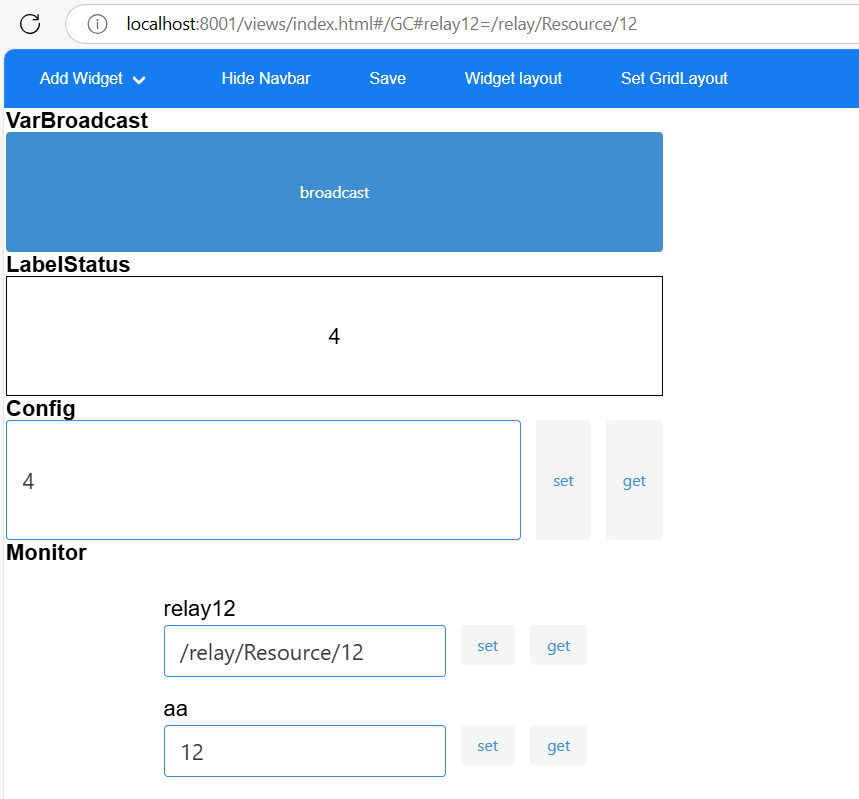 localhost:8001/views/index.html#/GC#relay12=/relay/Resource/12
Add Widget Hide Navbar Save Widget layout Set GridLayout
VarBroadcast
broadcast
LabelStatus
4
Config
4 set get
Monitor
relay12
/relay/Resource/12 set get
aa
12 set get